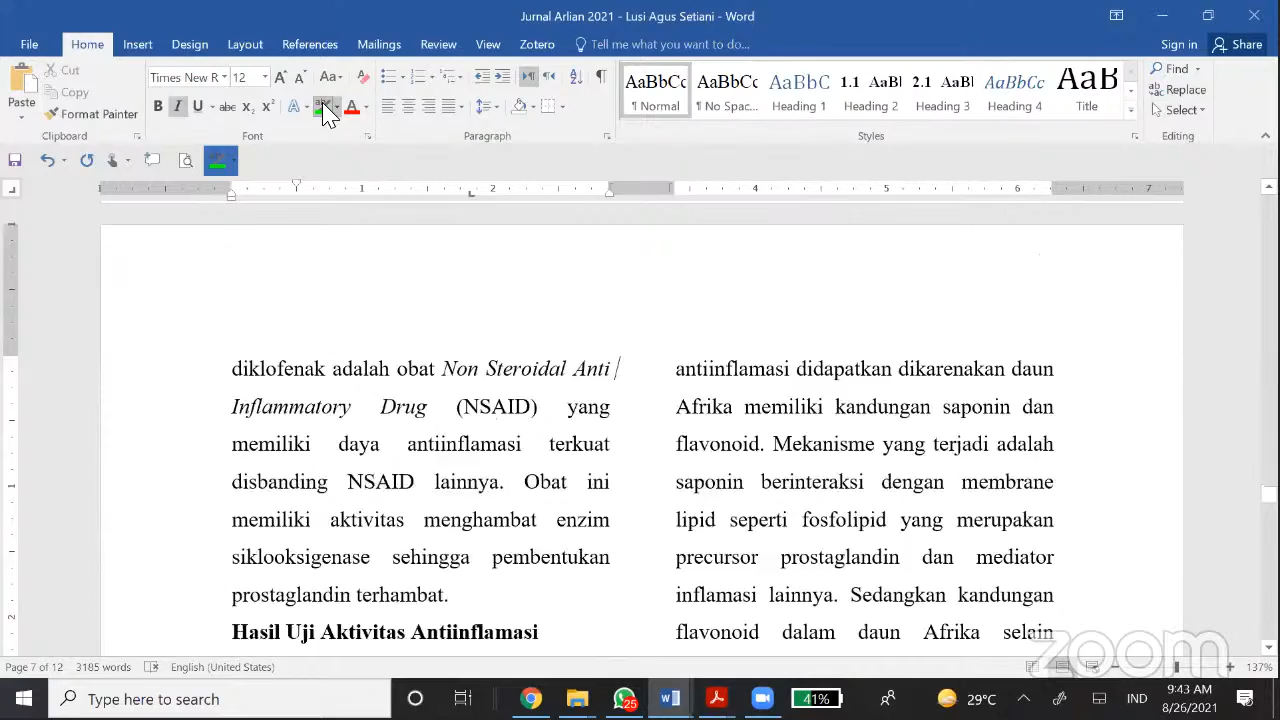 Jurnal Arlian 2021 - Lusi Agus Setiani - Word
File Home Insert Design Layout References Mailings Review View Zotero Tell me what you want to do... Sign in Share
Paste
Cut
Copy
Format Painter
Clipboard
Times New R 12
Font
Paragraph
AaBbCc AaBbCc AaBbC 1.1 AaBl 2.1 AaBl AaBbCc AaB
¶ Normal ¶ No Spac... Heading 1 Heading 2 Heading 3 Heading 4 Title
Styles
Find
Replace
Select
Editing
1 2 4 5 6 7
diklofenak adalah obat Non Steroidal Anti
Inflammatory Drug (NSAID) yang
memiliki daya antiinflamasi terkuat
disbanding NSAID lainnya. Obat ini
memiliki aktivitas menghambat enzim
siklooksigenase sehingga pembentukan
prostaglandin terhambat.
Hasil Uji Aktivitas Antiinflamasi
antiinflamasi didapatkan dikarenakan daun
Afrika memiliki kandungan saponin dan
flavonoid. Mekanisme yang terjadi adalah
saponin berinteraksi dengan membrane
lipid seperti fosfolipid yang merupakan
precursor prostaglandin dan mediator
inflamasi lainnya. Sedangkan kandungan
flavonoid dalam daun Afrika selain
zoom
Page 7 of 12 3185 words English (United States) 137%
Type here to search
25
41%
29°C
IND
9:43 AM
8/26/2021